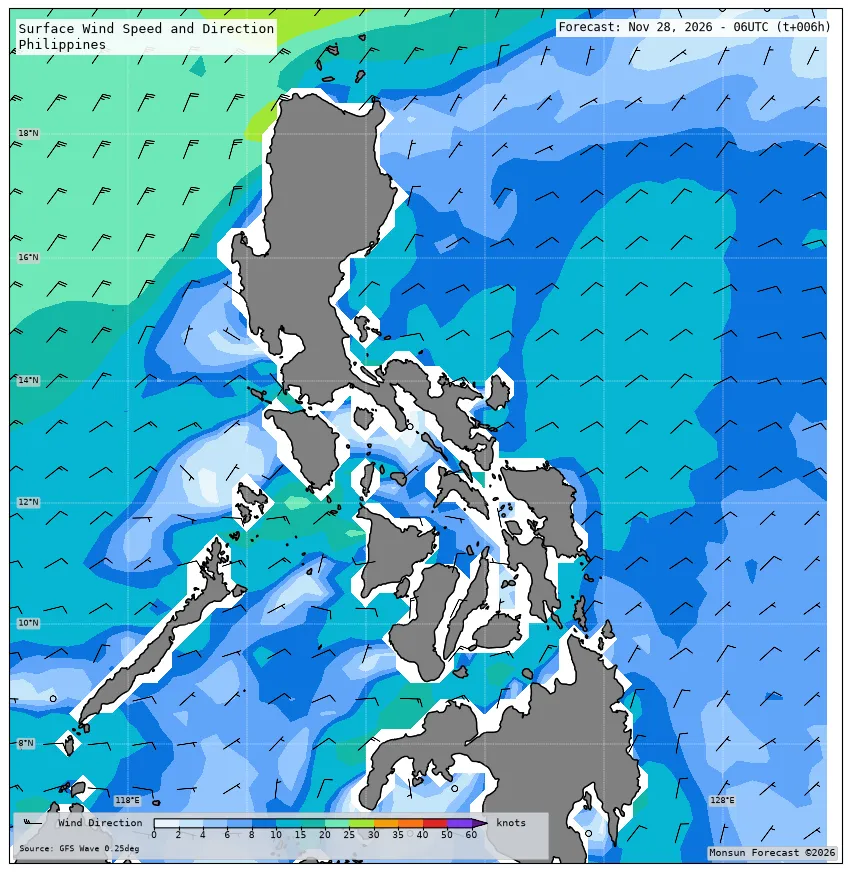 Surface Wind Speed and Direction
Philippines
Forecast: Nov 28, 2026 - 06UTC (t+006h)
18°N
16°N
14°N
12°N
10°N
8°N
118°E
128°E
Wind Direction
0 2 4 6 8 10 15 20 25 30 35 40 50 60
knots
Source: GFS Wave 0.25deg
Monsun Forecast ©2026